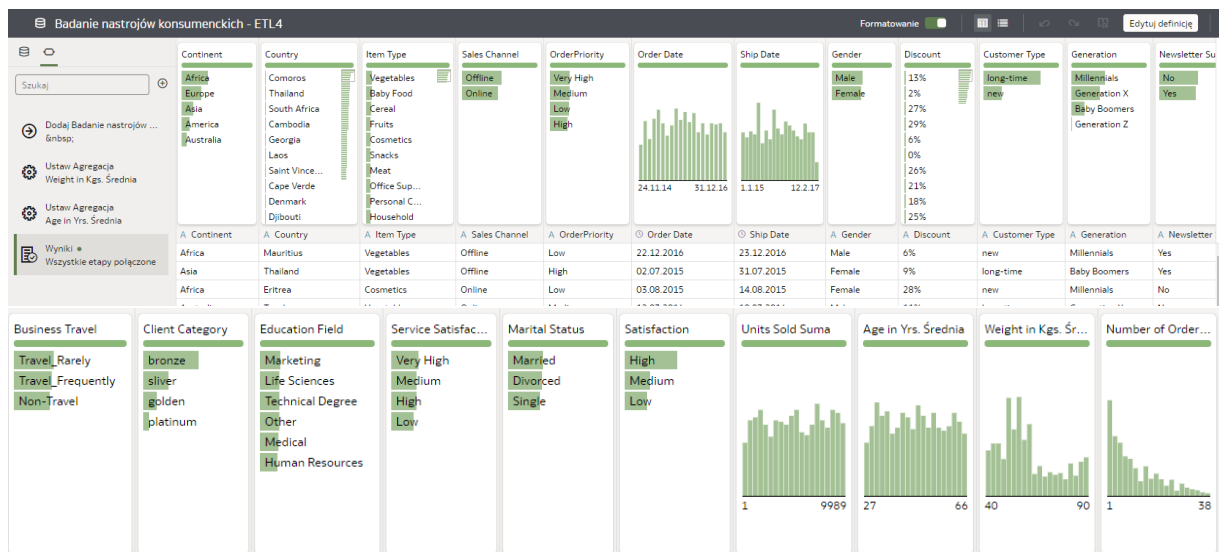 Badanie nastrojów konsumenckich - ETL4
Formatowanie
Edytuj definicję
Szukaj
Dodaj Badanie nastrojów ...
&nbsp;
Ustaw Agregacja
Weight in Kgs. Średnia
Ustaw Agregacja
Age in Yrs. Średnia
Wyniki
Wszystkie etapy połączone
Continent
Africa
Europe
Asia
America
Australia
Country
Comoros
Thailand
South Africa
Cambodia
Georgia
Laos
Saint Vince...
Cape Verde
Denmark
Djibouti
Item Type
Vegetables
Baby Food
Cereal
Fruits
Cosmetics
Snacks
Meat
Office Sup...
Personal C...
Household
Sales Channel
Offline
Online
OrderPriority
Very High
Medium
Low
High
Order Date
24.11.14 31.12.16
Ship Date
1.1.15 12.2.17
Gender
Male
Female
Discount
13%
2%
27%
29%
6%
0%
26%
21%
18%
25%
Customer Type
long-time
new
Generation
Millennials
Generation X
Baby Boomers
Generation Z
Newsletter Su
No
Yes
A Continent A Country A Item Type A Sales Channel A OrderPriority Order Date Ship Date A Gender A Discount A Customer Type A Generation A Newsletter
Africa Mauritius Vegetables Offline Low 22.12.2016 23.12.2016 Male 6% new Millennials Yes
Asia Thailand Vegetables Offline High 02.07.2015 31.07.2015 Female 9% long-time Baby Boomers Yes
Africa Eritrea Cosmetics Online Low 03.08.2015 14.08.2015 Female 28% new Millennials No
Business Travel
Travel_Rarely
Travel_Frequently
Non-Travel
Client Category
bronze
sliver
golden
platinum
Education Field
Marketing
Life Sciences
Technical Degree
Other
Medical
Human Resources
Service Satisfac...
Very High
Medium
High
Low
Marital Status
Married
Divorced
Single
Satisfaction
High
Medium
Low
Units Sold Suma
1 9989
Age in Yrs. Średnia
27 66
Weight in Kgs. Śr...
40 90
Number of Order...
1 38